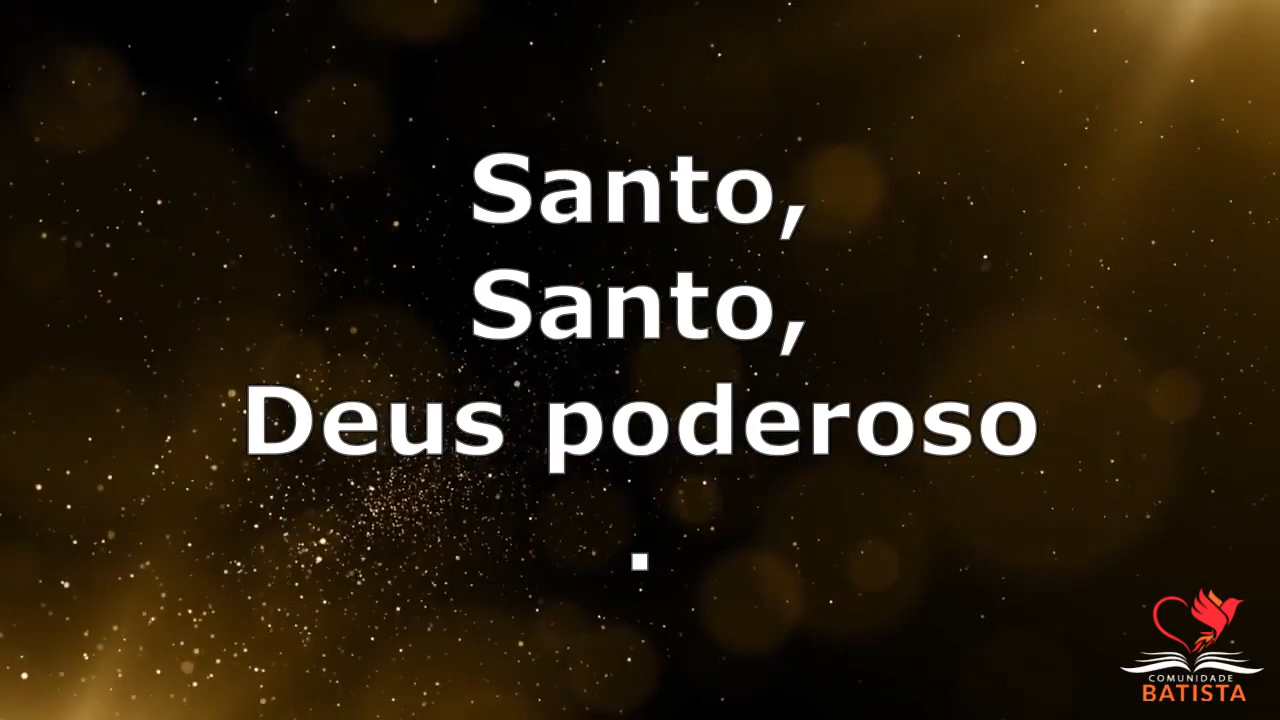 Santo,
Santo,
Deus poderoso
.
COMUNIDADE
BATISTA